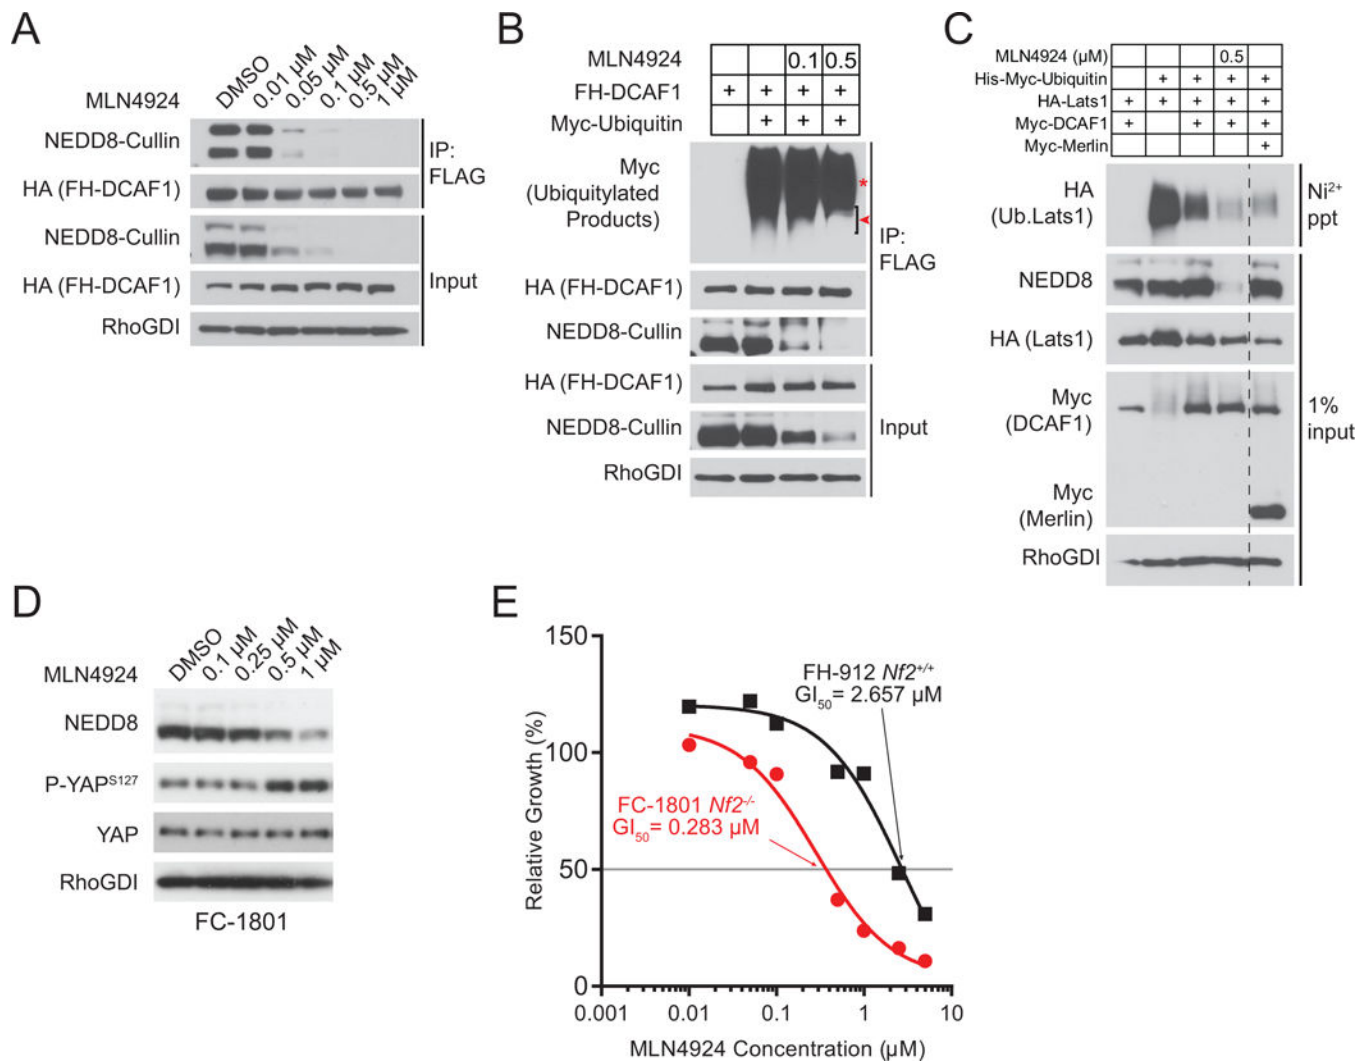 A
MLN4924
DMSO
0.01 µM
0.05 µM
0.1 µM
0.5 µM
1 µM
NEDD8-Cullin
HA (FH-DCAF1)
IP:
FLAG
NEDD8-Cullin
HA (FH-DCAF1)
RhoGDI
Input
B
MLN4924 0.1 0.5
FH-DCAF1 + + + +
Myc-Ubiquitin + + +
Myc
(Ubiquitylated
Products)
*
HA (FH-DCAF1)
NEDD8-Cullin
IP:
FLAG
HA (FH-DCAF1)
NEDD8-Cullin
RhoGDI
Input
C
MLN4924 (µM) 0.5
His-Myc-Ubiquitin + + + +
HA-Lats1 + + + + +
Myc-DCAF1 + + + +
Myc-Merlin +
HA
(Ub.Lats1)
Ni2+
ppt
NEDD8
HA (Lats1)
Myc
(DCAF1)
Myc
(Merlin)
RhoGDI
1%
input
D
MLN4924
DMSO
0.1 µM
0.25 µM
0.5 µM
1 µM
NEDD8
P-YAPS127
YAP
RhoGDI
FC-1801
E
Relative Growth (%)
150
100
50
0
FH-912 Nf2+/+
GI50= 2.657 µM
FC-1801 Nf2-/-
GI50= 0.283 µM
0.001 0.01 0.1 1 10
MLN4924 Concentration (µM)